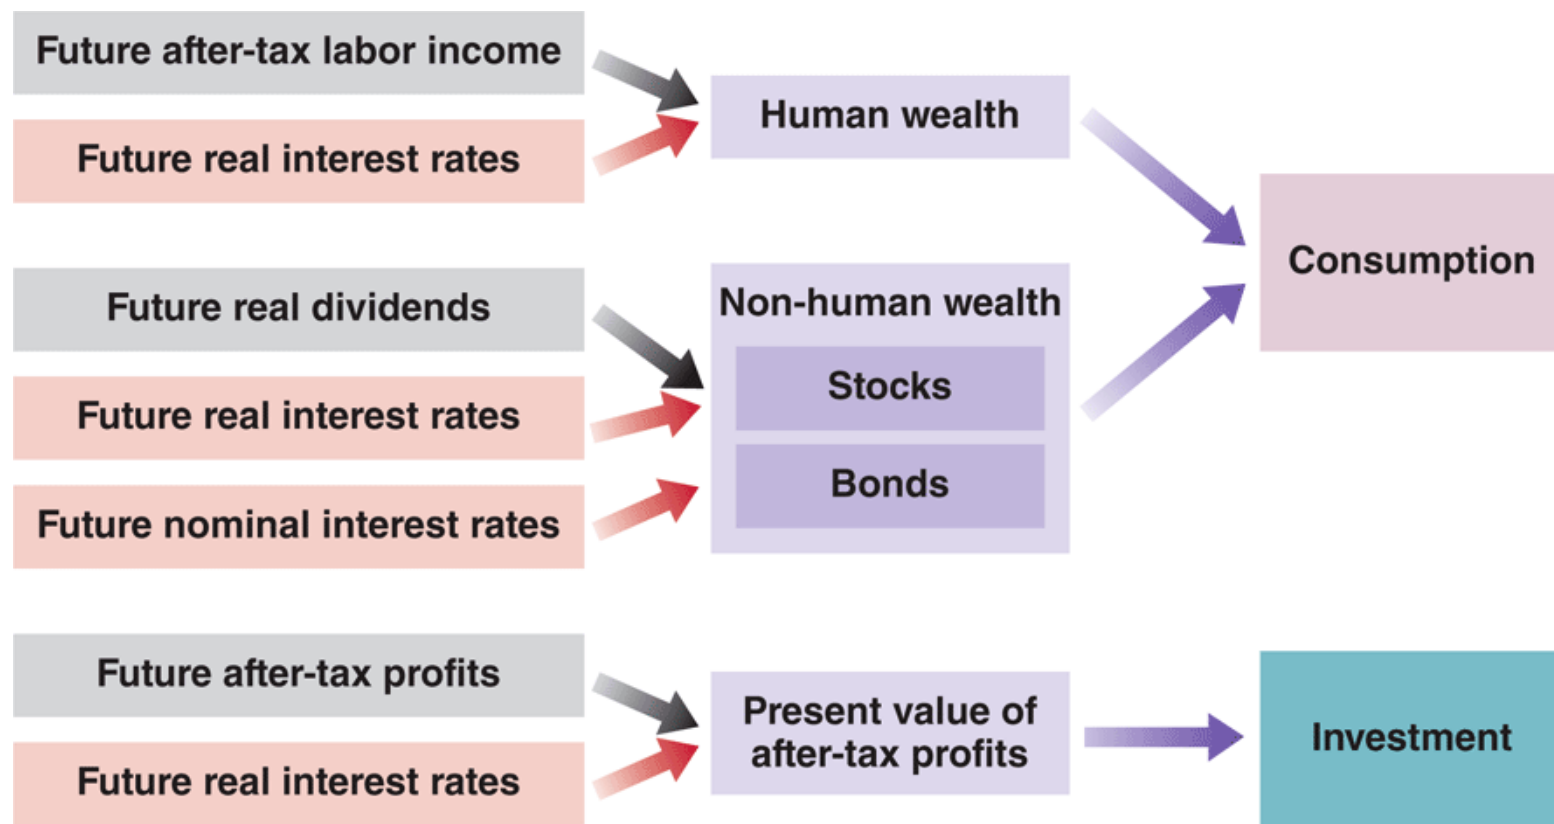 Future after-tax labor income
Future real interest rates
Human wealth
Future real dividends
Future real interest rates
Future nominal interest rates
Non-human wealth
Stocks
Bonds
Consumption
Future after-tax profits
Future real interest rates
Present value of
after-tax profits
Investment